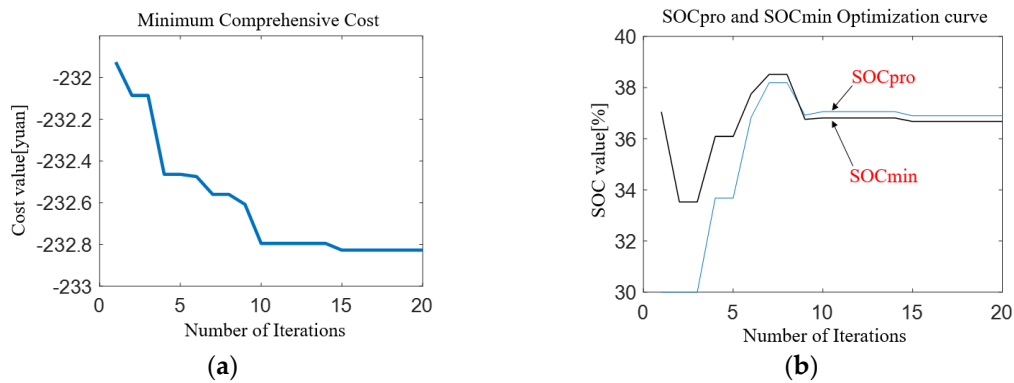 Minimum Comprehensive Cost
Cost value[yuan]
-232
-232.2
-232.4
-232.6
-232.8
-233
0 5 10 15 20
Number of Iterations
(a)
SOCpro and SOCmin Optimization curve
SOC value[%]
40
38
36
34
32
30
SOCpro
SOCmin
0 5 10 15 20
Number of Iterations
(b)